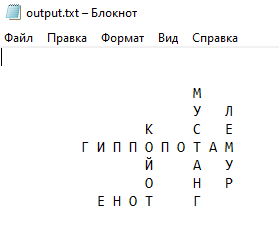 output.txt – Блокнот
Файл Правка Формат Вид Справка
М
У Л
К С Е
Г И П П О П О Т А М
Й А У
О Н Р
Е Н О Т Г